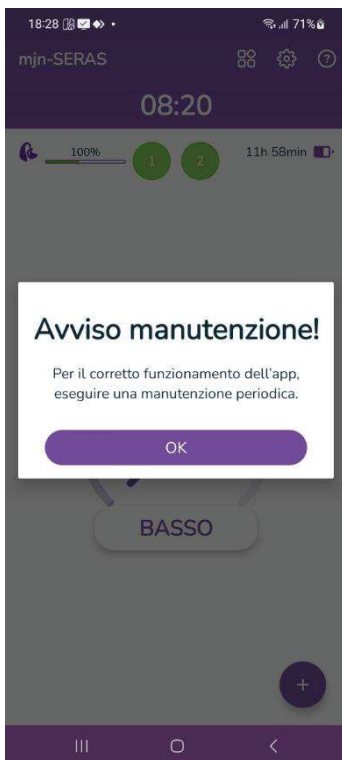 18:28 71%
mjn-SERAS
08:20
100% 1 2 11h 58min
Avviso manutenzione!
Per il corretto funzionamento dell'app,
eseguire una manutenzione periodica.
OK
BASSO